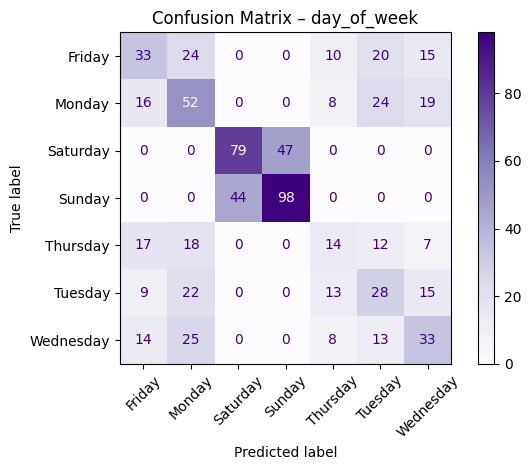 Confusion Matrix – day_of_week
True label
Friday 33 24 0 0 10 20 15
Monday 16 52 0 0 8 24 19
Saturday 0 0 79 47 0 0 0
Sunday 0 0 44 98 0 0 0
Thursday 17 18 0 0 14 12 7
Tuesday 9 22 0 0 13 28 15
Wednesday 14 25 0 0 8 13 33
Friday Monday Saturday Sunday Thursday Tuesday Wednesday
Predicted label
80
60
40
20
0